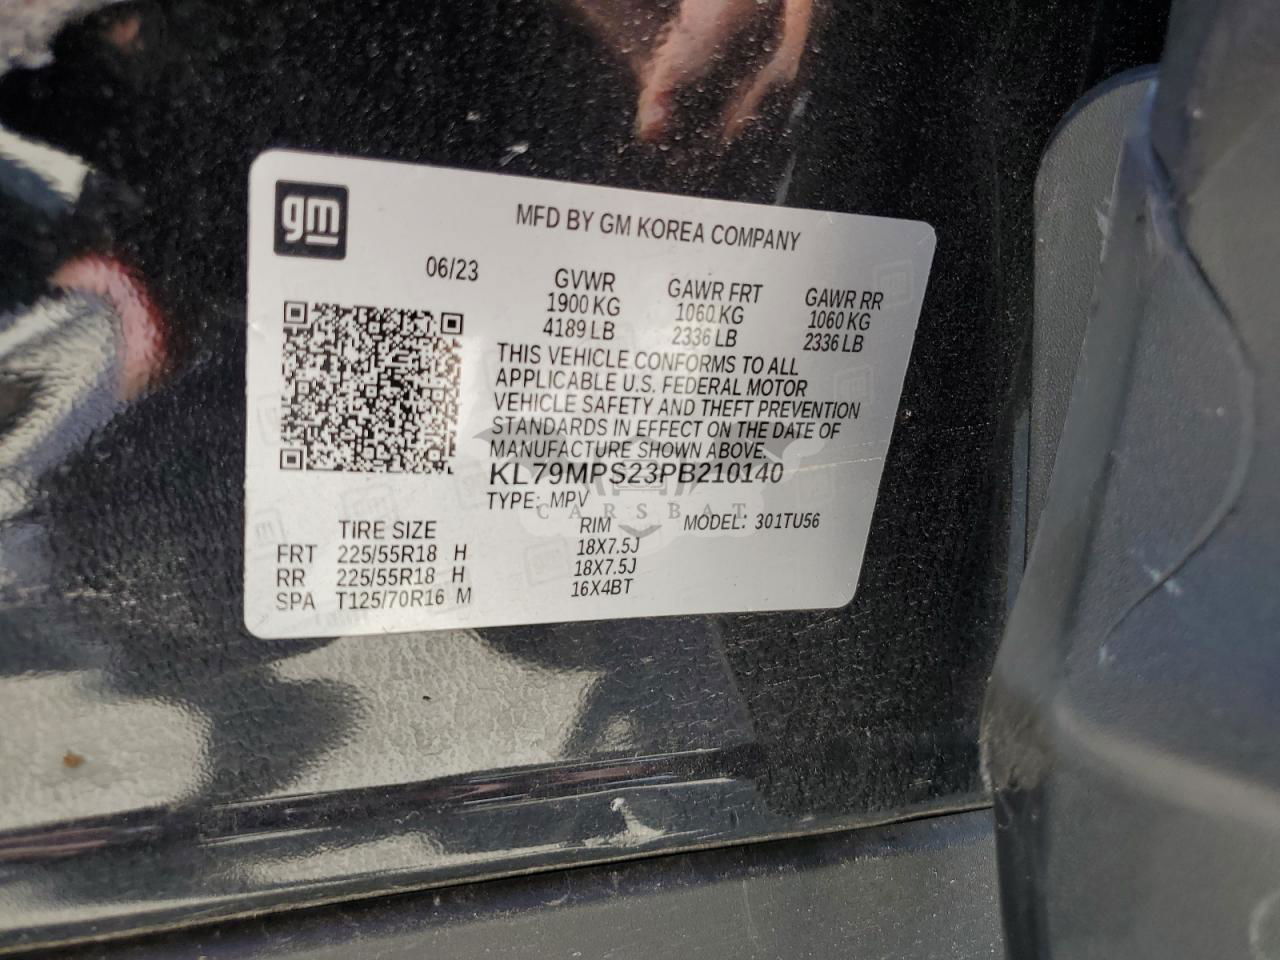 gm
MFD BY GM KOREA COMPANY
06/23
GVWR GAWR FRT GAWR RR
1900 KG 1060 KG 1060 KG
4189 LB 2336 LB 2336 LB
THIS VEHICLE CONFORMS TO ALL
APPLICABLE U.S. FEDERAL MOTOR
VEHICLE SAFETY AND THEFT PREVENTION
STANDARDS IN EFFECT ON THE DATE OF
MANUFACTURE SHOWN ABOVE.
KL79MPS23PB210140
TYPE: MPV
CARSBAT
TIRE SIZE RIM MODEL: 301TU56
FRT 225/55R18 H 18X7.5J
RR 225/55R18 H 18X7.5J
SPA T125/70R16 M 16X4BT